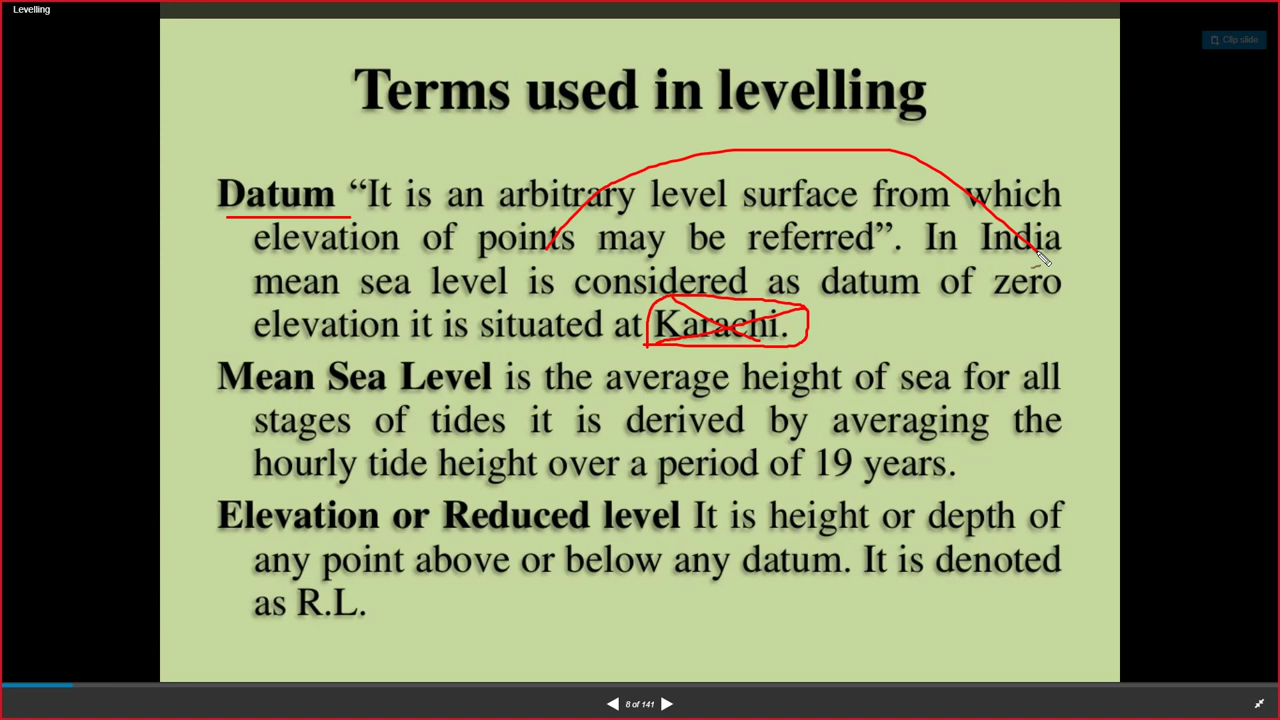 Levelling
Clip slide
Terms used in levelling
Datum “It is an arbitrary level surface from which
elevation of points may be referred”. In India
mean sea level is considered as datum of zero
elevation it is situated at Karachi.
Mean Sea Level is the average height of sea for all
stages of tides it is derived by averaging the
hourly tide height over a period of 19 years.
Elevation or Reduced level It is height or depth of
any point above or below any datum. It is denoted
as R.L.
8 of 141